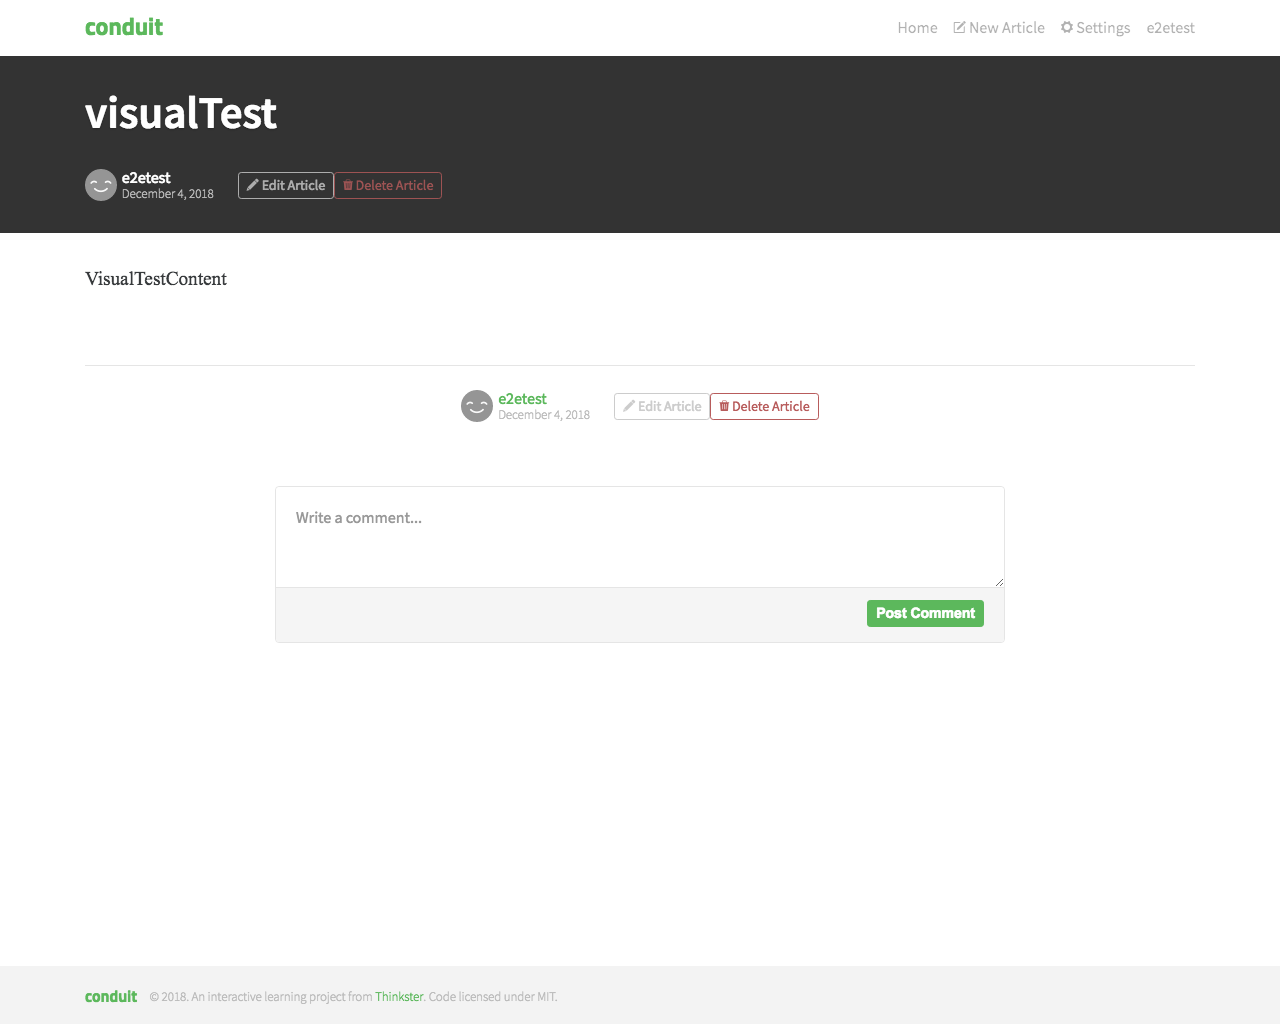 conduit
Home New Article Settings e2etest
visualTest
e2etest
December 4, 2018
Edit Article Delete Article
VisualTestContent
e2etest
December 4, 2018
Edit Article Delete Article
Write a comment...
Post Comment
conduit © 2018. An interactive learning project from Thinkster. Code licensed under MIT.